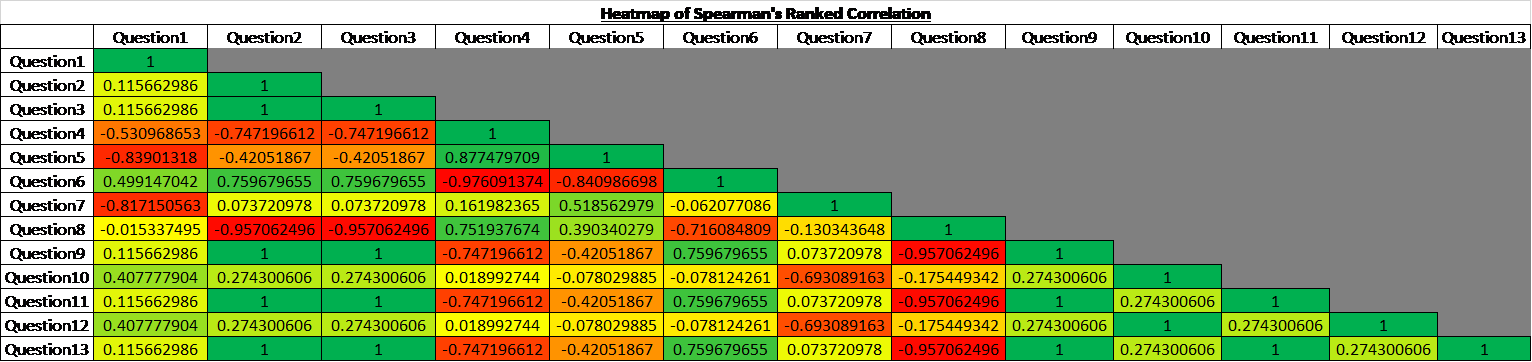 Heatmap of Spearman's Ranked Correlation
Question1 Question2 Question3 Question4 Question5 Question6 Question7 Question8 Question9 Question10 Question11 Question12 Question13
Question1 1
Question2 0.115662986 1
Question3 0.115662986 1 1
Question4 -0.530968653 -0.747196612 -0.747196612 1
Question5 -0.83901318 -0.42051867 -0.42051867 0.877479709 1
Question6 0.499147042 0.759679655 0.759679655 -0.976091374 -0.840986698 1
Question7 -0.817150563 0.073720978 0.073720978 0.161982365 0.518562979 -0.062077086 1
Question8 -0.015337495 -0.957062496 -0.957062496 0.751937674 0.390340279 -0.716084809 -0.130343648 1
Question9 0.115662986 1 1 -0.747196612 -0.42051867 0.759679655 0.073720978 -0.957062496 1
Question10 0.407777904 0.274300606 0.274300606 0.018992744 -0.078029885 -0.078124261 -0.693089163 -0.175449342 0.274300606 1
Question11 0.115662986 1 1 -0.747196612 -0.42051867 0.759679655 0.073720978 -0.957062496 1 0.274300606 1
Question12 0.407777904 0.274300606 0.274300606 0.018992744 -0.078029885 -0.078124261 -0.693089163 -0.175449342 0.274300606 1 0.274300606 1
Question13 0.115662986 1 1 -0.747196612 -0.42051867 0.759679655 0.073720978 -0.957062496 1 0.274300606 1 0.274300606 1